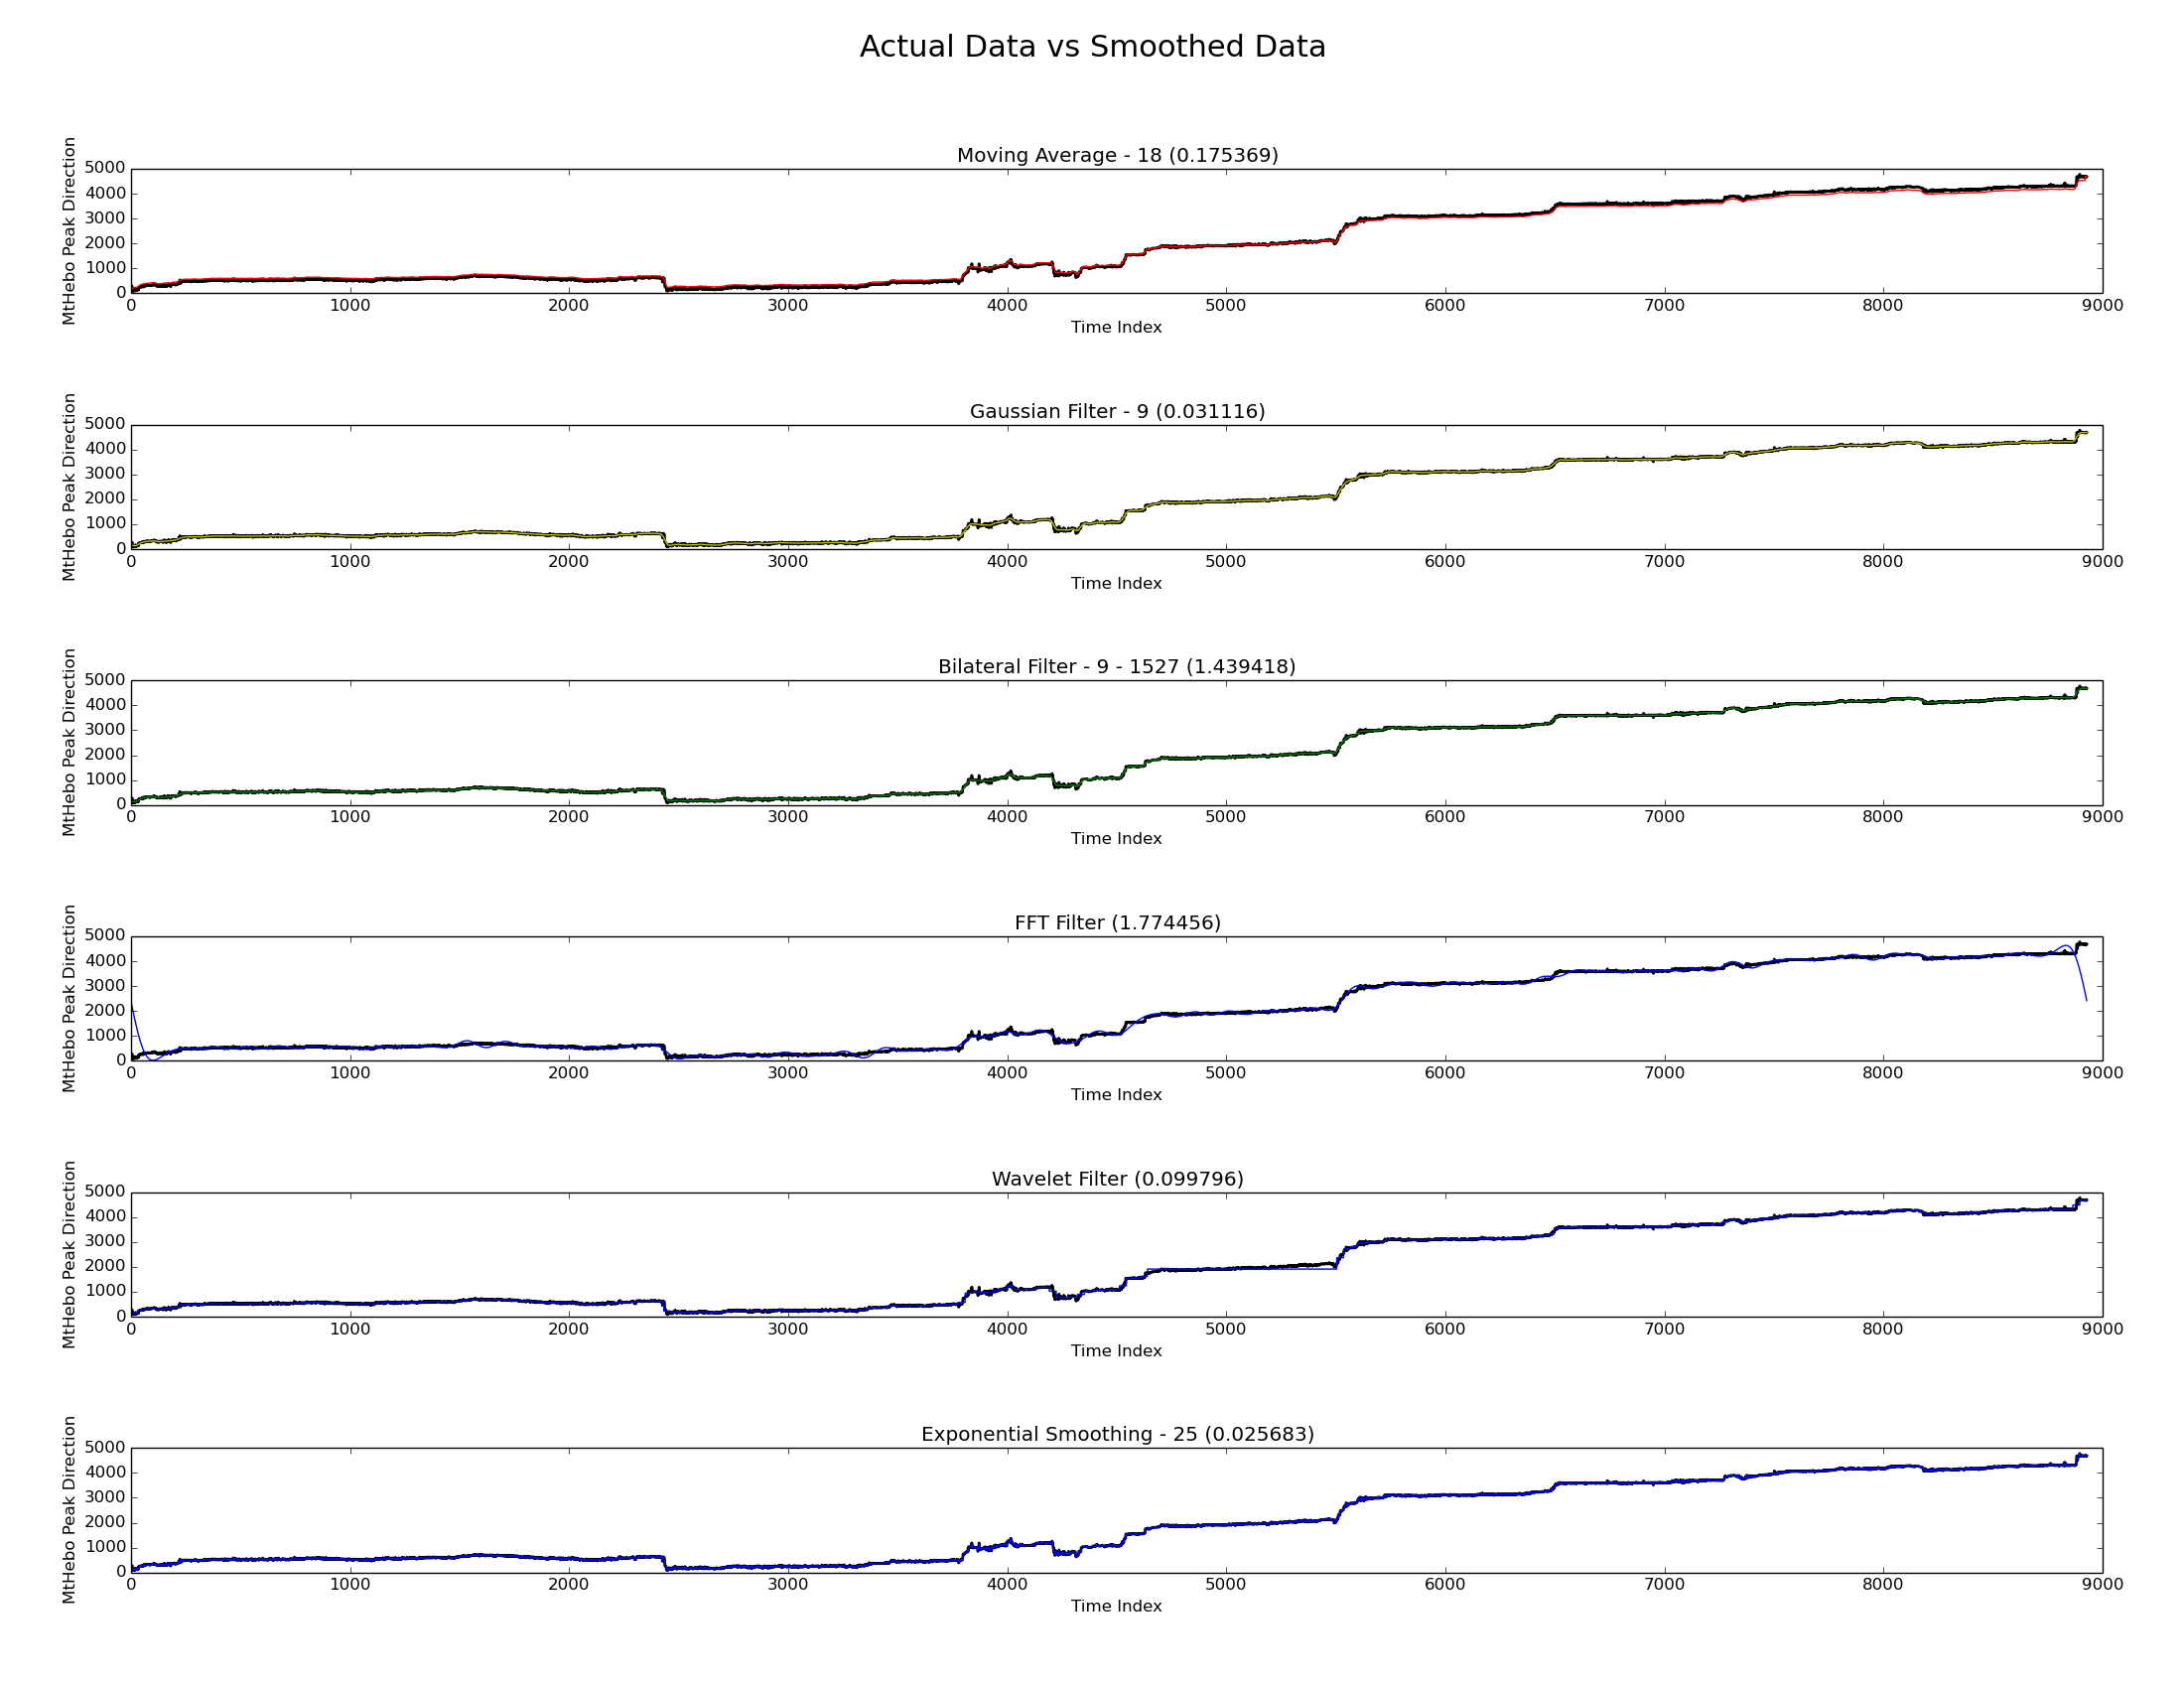 Actual Data vs Smoothed Data
Moving Average - 18 (0.175369)
MtHebo Peak Direction
5000
4000
3000
2000
1000
0
0 1000 2000 3000 4000 5000 6000 7000 8000 9000
Time Index
Gaussian Filter - 9 (0.031116)
MtHebo Peak Direction
5000
4000
3000
2000
1000
0
0 1000 2000 3000 4000 5000 6000 7000 8000 9000
Time Index
Bilateral Filter - 9 - 1527 (1.439418)
MtHebo Peak Direction
5000
4000
3000
2000
1000
0
0 1000 2000 3000 4000 5000 6000 7000 8000 9000
Time Index
FFT Filter (1.774456)
MtHebo Peak Direction
5000
4000
3000
2000
1000
0
0 1000 2000 3000 4000 5000 6000 7000 8000 9000
Time Index
Wavelet Filter (0.099796)
MtHebo Peak Direction
5000
4000
3000
2000
1000
0
0 1000 2000 3000 4000 5000 6000 7000 8000 9000
Time Index
Exponential Smoothing - 25 (0.025683)
MtHebo Peak Direction
5000
4000
3000
2000
1000
0
0 1000 2000 3000 4000 5000 6000 7000 8000 9000
Time Index